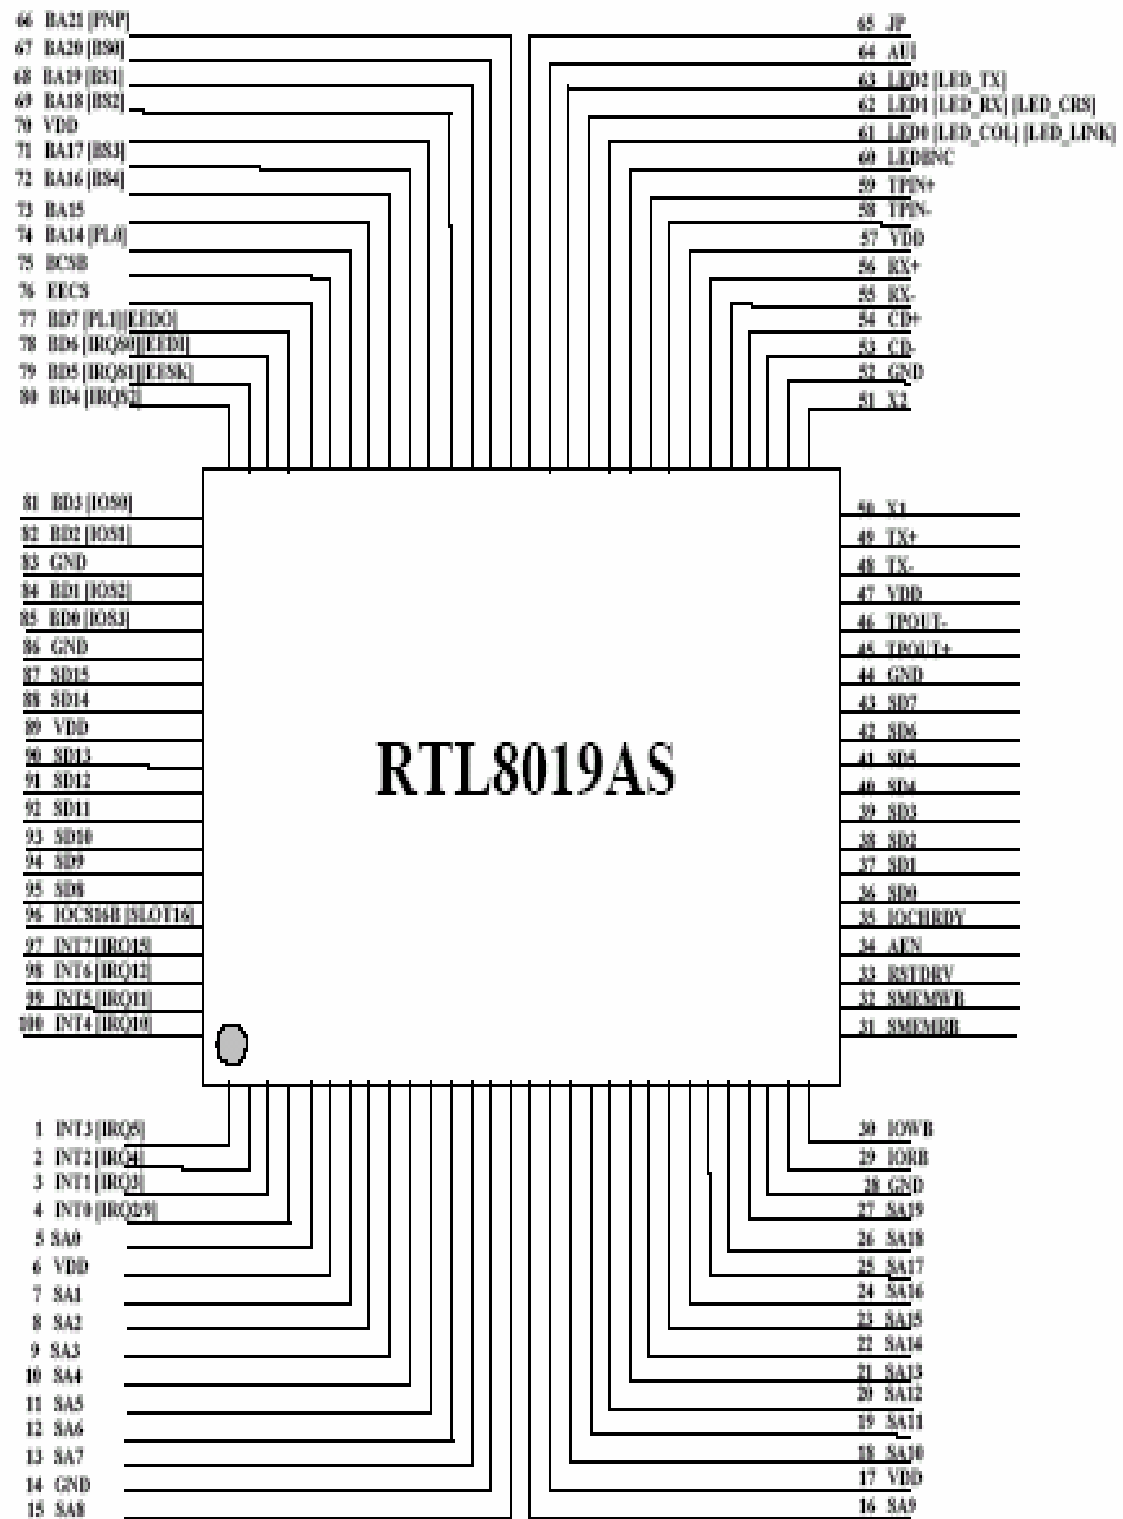 66 BA21 [PNP]
67 BA20 [BS0]
68 BA19 [BS1]
69 BA18 [BS2]
70 VDD
71 BA17 [BS3]
72 BA16 [BS4]
73 BA15
74 BA14 [PL0]
75 BCSB
76 EECS
77 BD7 [PL1][EEDO]
78 BD6 [IRQS0][EEDI]
79 BD5 [IRQS1][EESK]
80 BD4 [IRQS2]
65 JP
64 AUI
63 LED2 [LED_TX]
62 LED1 [LED_RX] [LED_CRS]
61 LED0 [LED_COL] [LED_LINK]
60 LEDBNC
59 TPIN+
58 TPIN-
57 VDD
56 RX+
55 RX-
54 CD+
53 CD-
52 GND
51 X2
81 BD3 [IOS0]
82 BD2 [IOS1]
83 GND
84 BD1 [IOS2]
85 BD0 [IOS3]
86 GND
87 SD15
88 SD14
89 VDD
90 SD13
91 SD12
92 SD11
93 SD10
94 SD9
95 SD8
96 IOCS16B [SLOT16]
97 INT7 [IRQ15]
98 INT6 [IRQ12]
99 INT5 [IRQ11]
100 INT4 [IRQ10]
RTL8019AS
50 X1
49 TX+
48 TX-
47 VDD
46 TPOUT-
45 TPOUT+
44 GND
43 SD7
42 SD6
41 SD5
40 SD4
39 SD3
38 SD2
37 SD1
36 SD0
35 IOCHRDY
34 AEN
33 RSTDRV
32 SMEMWB
31 SMEMRB
1 INT3 [IRQ5]
2 INT2 [IRQ4]
3 INT1 [IRQ3]
4 INT0 [IRQ2/9]
5 SA0
6 VDD
7 SA1
8 SA2
9 SA3
10 SA4
11 SA5
12 SA6
13 SA7
14 GND
15 SA8
30 IOWB
29 IORB
28 GND
27 SA19
26 SA18
25 SA17
24 SA16
23 SA15
22 SA14
21 SA13
20 SA12
19 SA11
18 SA10
17 VDD
16 SA9